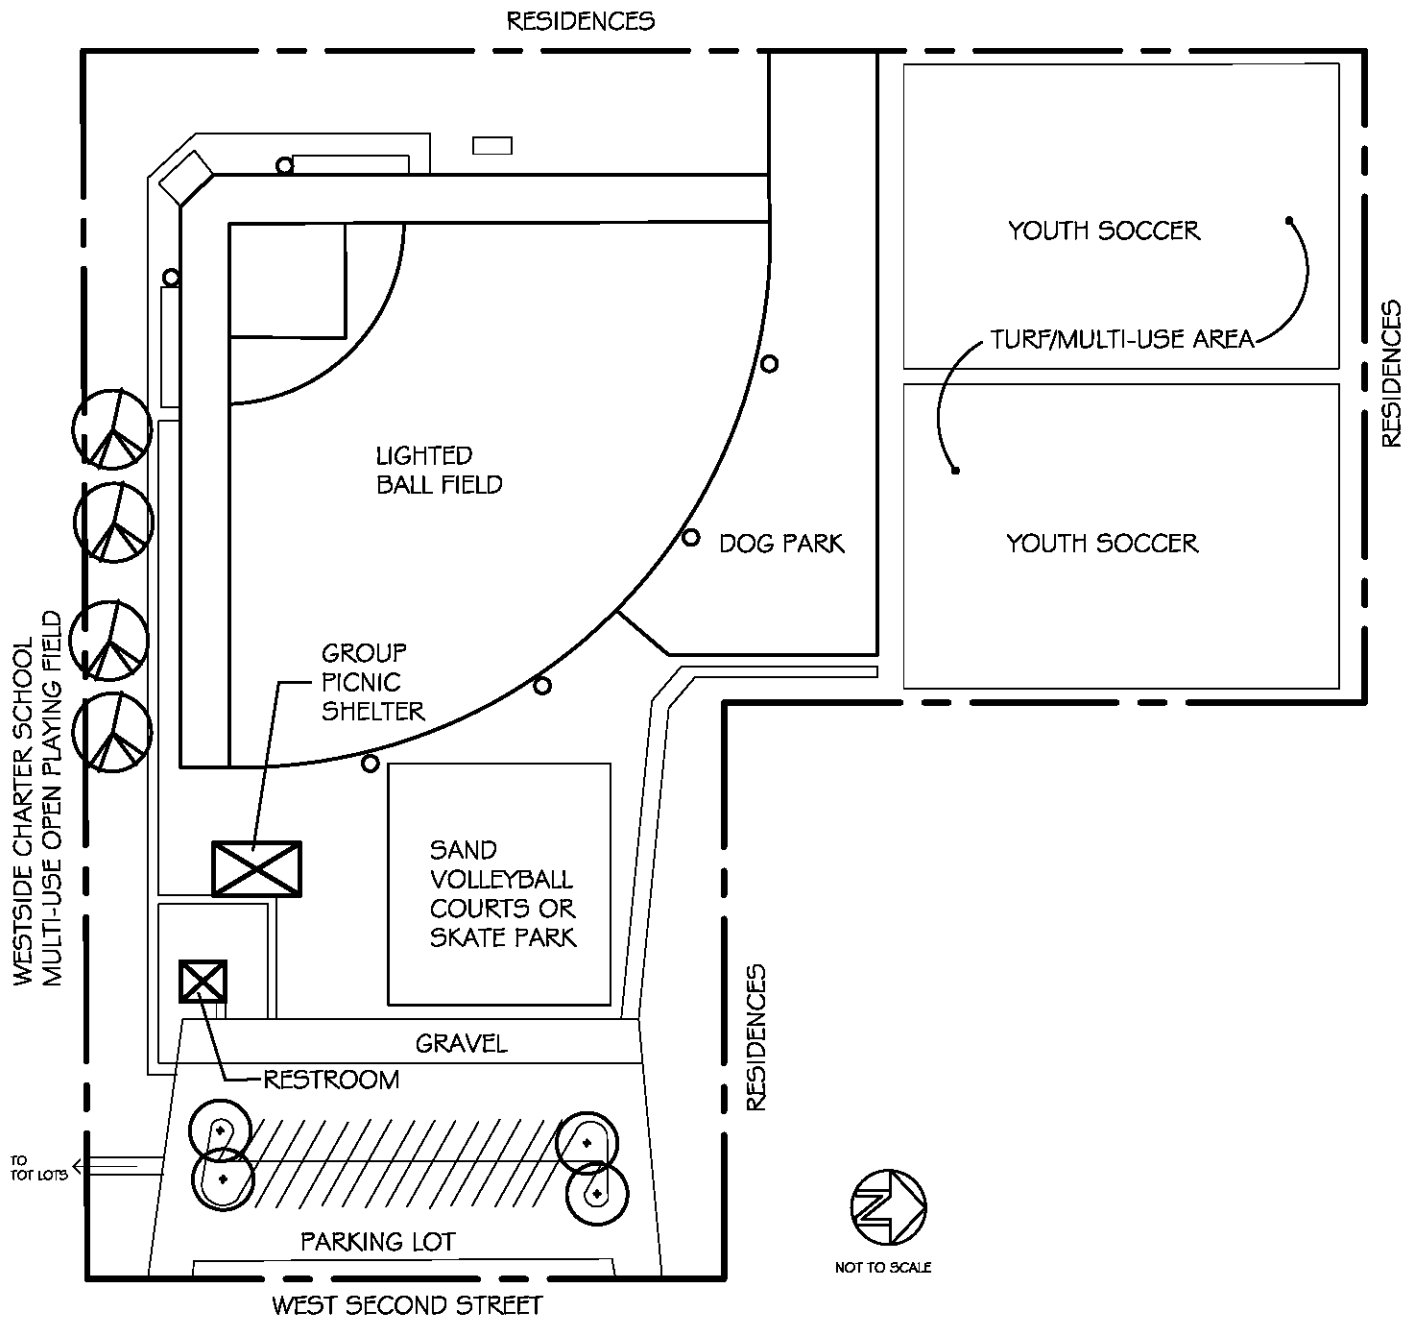 RESIDENCES
YOUTH SOCCER
TURF/MULTI-USE AREA
RESIDENCES
LIGHTED
BALL FIELD
DOG PARK
YOUTH SOCCER
WESTSIDE CHARTER SCHOOL
MULTI-USE OPEN PLAYING FIELD
GROUP
PICNIC
SHELTER
SAND
VOLLEYBALL
COURTS OR
SKATE PARK
RESIDENCES
GRAVEL
RESTROOM
TO
TOT LOTS
PARKING LOT
N
NOT TO SCALE
WEST SECOND STREET